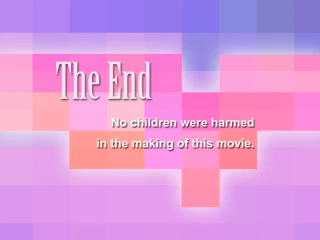 The End
No children were harmed
in the making of this movie.